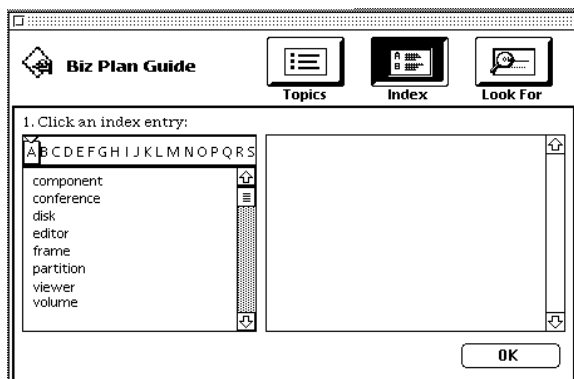 Biz Plan Guide
Topics
Index
Look For
1. Click an index entry:
A B C D E F G H I J K L M N O P Q R S
component
conference
disk
editor
frame
partition
viewer
volume
OK